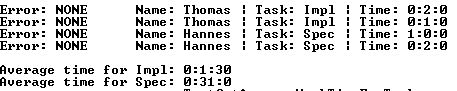 Error: NONE Name: Thomas ¦ Task: Impl ¦ Time: 0:2:0
Error: NONE Name: Thomas ¦ Task: Impl ¦ Time: 0:1:0
Error: NONE Name: Hannes ¦ Task: Spec ¦ Time: 1:0:0
Error: NONE Name: Hannes ¦ Task: Spec ¦ Time: 0:2:0
Average time for Impl: 0:1:30
Average time for Spec: 0:31:0